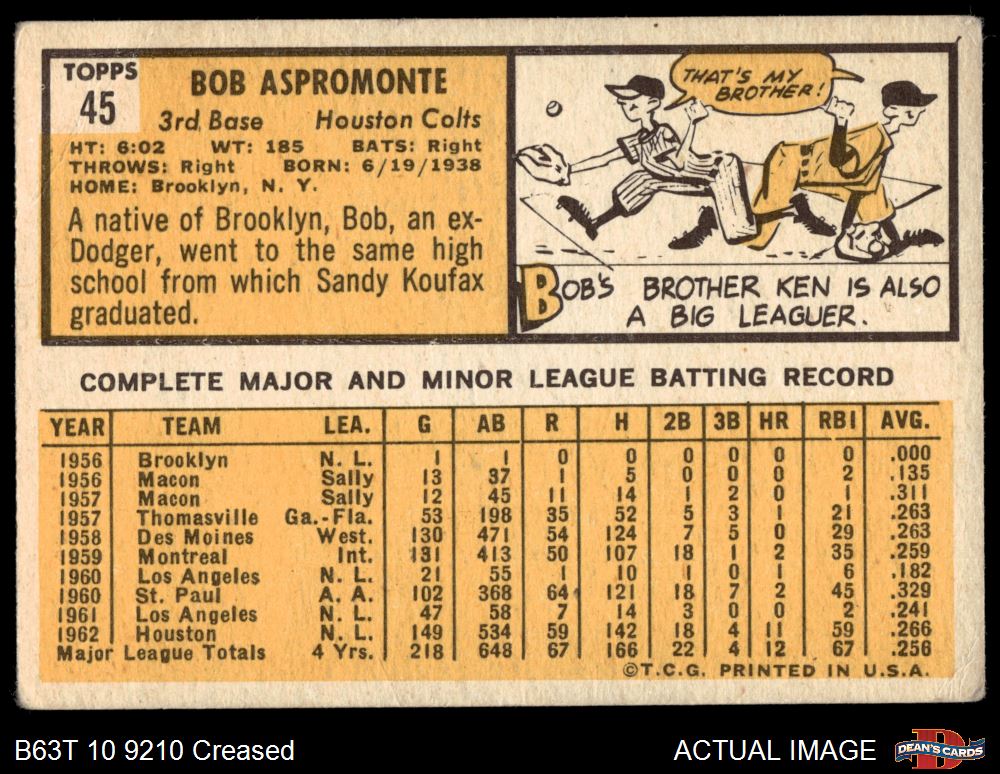 TOPPS
45
BOB ASPROMONTE
3rd Base Houston Colts
HT: 6:02 WT: 185 BATS: Right
THROWS: Right BORN: 6/19/1938
HOME: Brooklyn, N. Y.
A native of Brooklyn, Bob, an ex-
Dodger, went to the same high
school from which Sandy Koufax
graduated.
THAT'S MY
BROTHER!
BOB'S BROTHER KEN IS ALSO
A BIG LEAGUER.
COMPLETE MAJOR AND MINOR LEAGUE BATTING RECORD
YEAR TEAM LEA. G AB R H 2B 3B HR RBI AVG.
1956 Brooklyn N. L. 1 1 0 0 0 0 0 0 .000
1956 Macon Sally 13 37 1 5 0 0 0 2 .135
1957 Macon Sally 12 45 11 14 1 2 0 1 .311
1957 Thomasville Ga.-Fla. 53 198 35 52 5 3 1 21 .263
1958 Des Moines West. 130 471 54 124 7 5 0 29 .263
1959 Montreal Int. 131 413 50 107 18 1 2 35 .259
1960 Los Angeles N. L. 21 55 1 10 1 0 1 6 .182
1960 St. Paul A. A. 102 368 64 121 18 7 2 45 .329
1961 Los Angeles N. L. 47 58 7 14 3 0 0 2 .241
1962 Houston N. L. 149 534 59 142 18 4 11 59 .266
Major League Totals 4 Yrs. 218 648 67 166 22 4 12 67 .256
©T.C.G. PRINTED IN U.S.A.
B63T 10 9210 Creased
ACTUAL IMAGE
D
DEAN'S CARDS